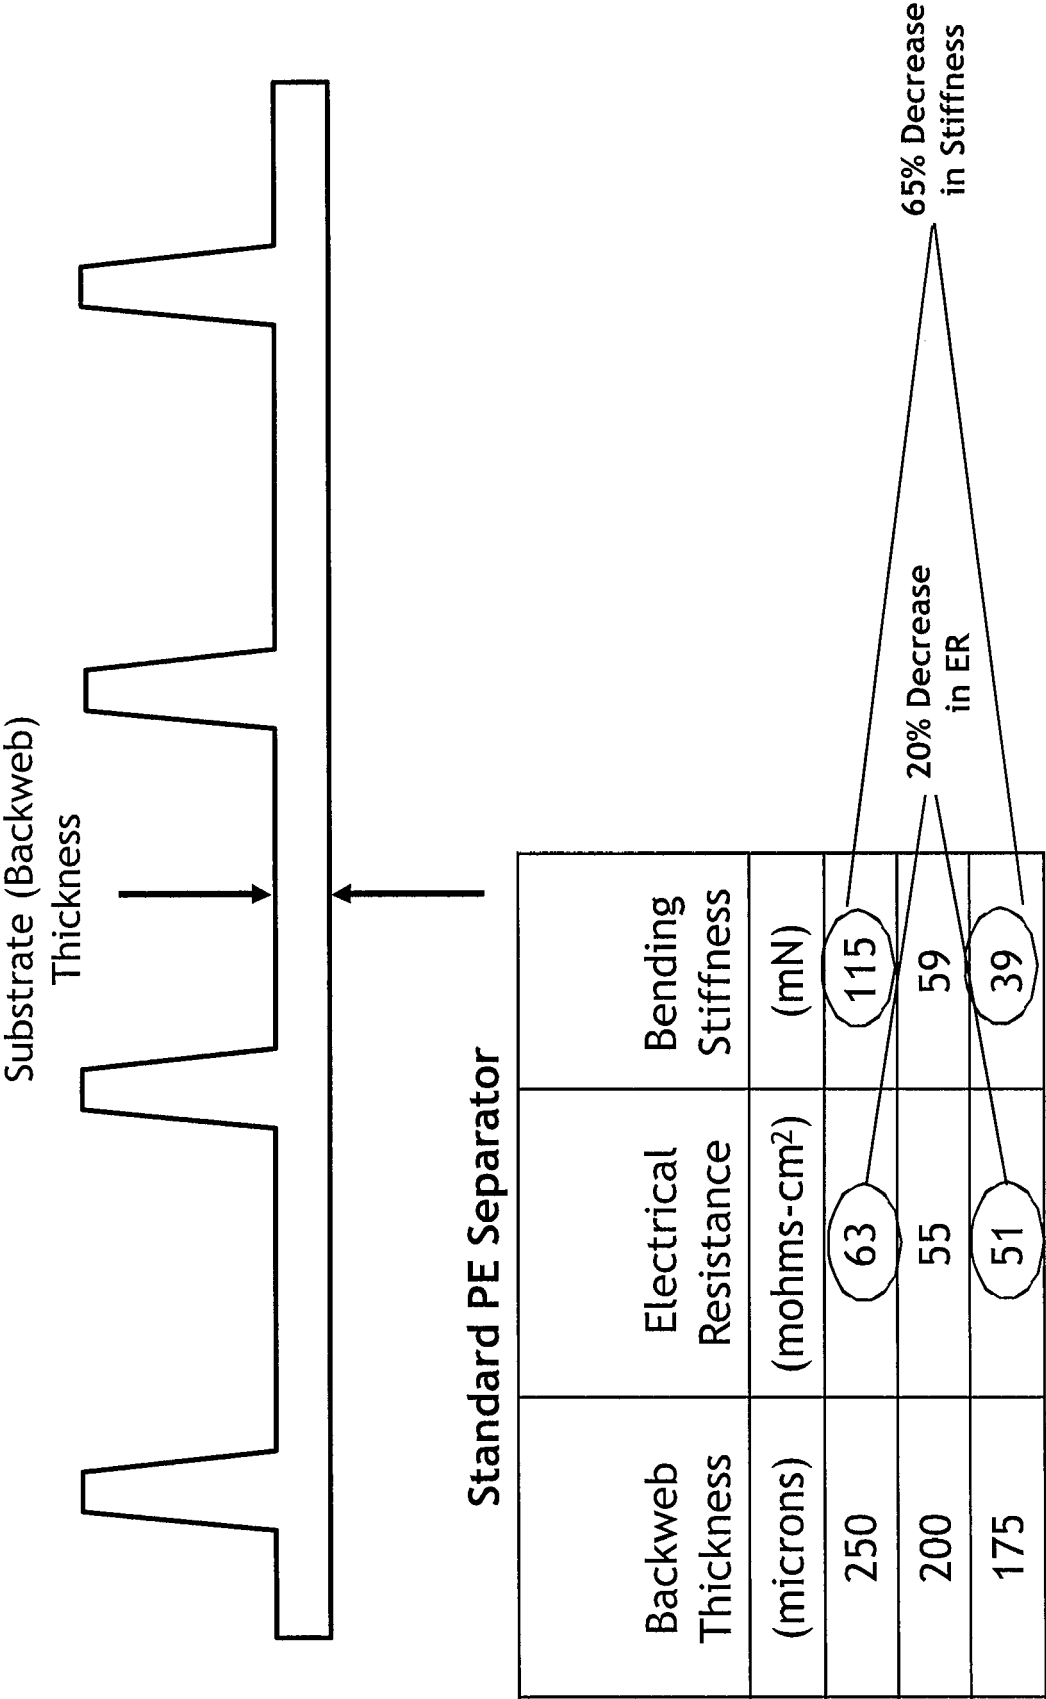 Substrate (Backweb)
Thickness
Standard PE Separator
Backweb
Thickness
Electrical
Resistance
Bending
Stiffness
(microns)
(mohms-cm²)
(mN)
250
63
115
200
55
59
175
51
39
20% Decrease
in ER
65% Decrease
in Stiffness